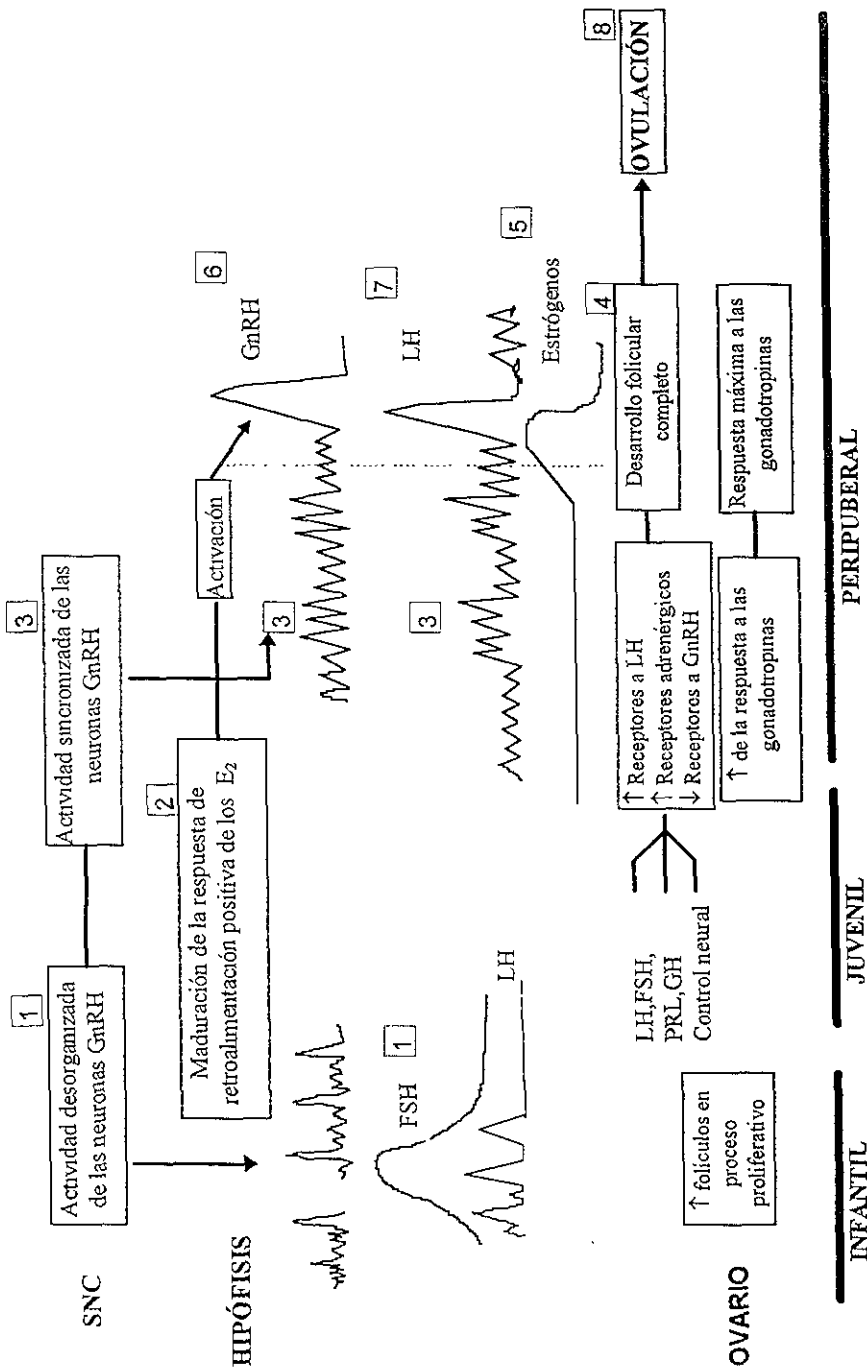 SNC
1
Actividad desorganizada
de las neuronas GnRH
3
Actividad sincronizada de las
neuronas GnRH
HIPÓFISIS
2
Maduración de la respuesta de
retroalimentación positiva de los E₂
Activación
3
6
GnRH
FSH
1
LH
3
7
LH
5
Estrógenos
OVARIO
↑ folículos en
proceso
proliferativo
LH,FSH,
PRL,GH
Control neural
↑ Receptores a LH
↑ Receptores adrenérgicos
↓ Receptores a GnRH
4
Desarrollo folicular
completo
8
OVULACIÓN
↑ de la respuesta a las
gonadotropinas
Respuesta máxima a las
gonadotropinas
INFANTIL
JUVENIL
PERIPUBERAL